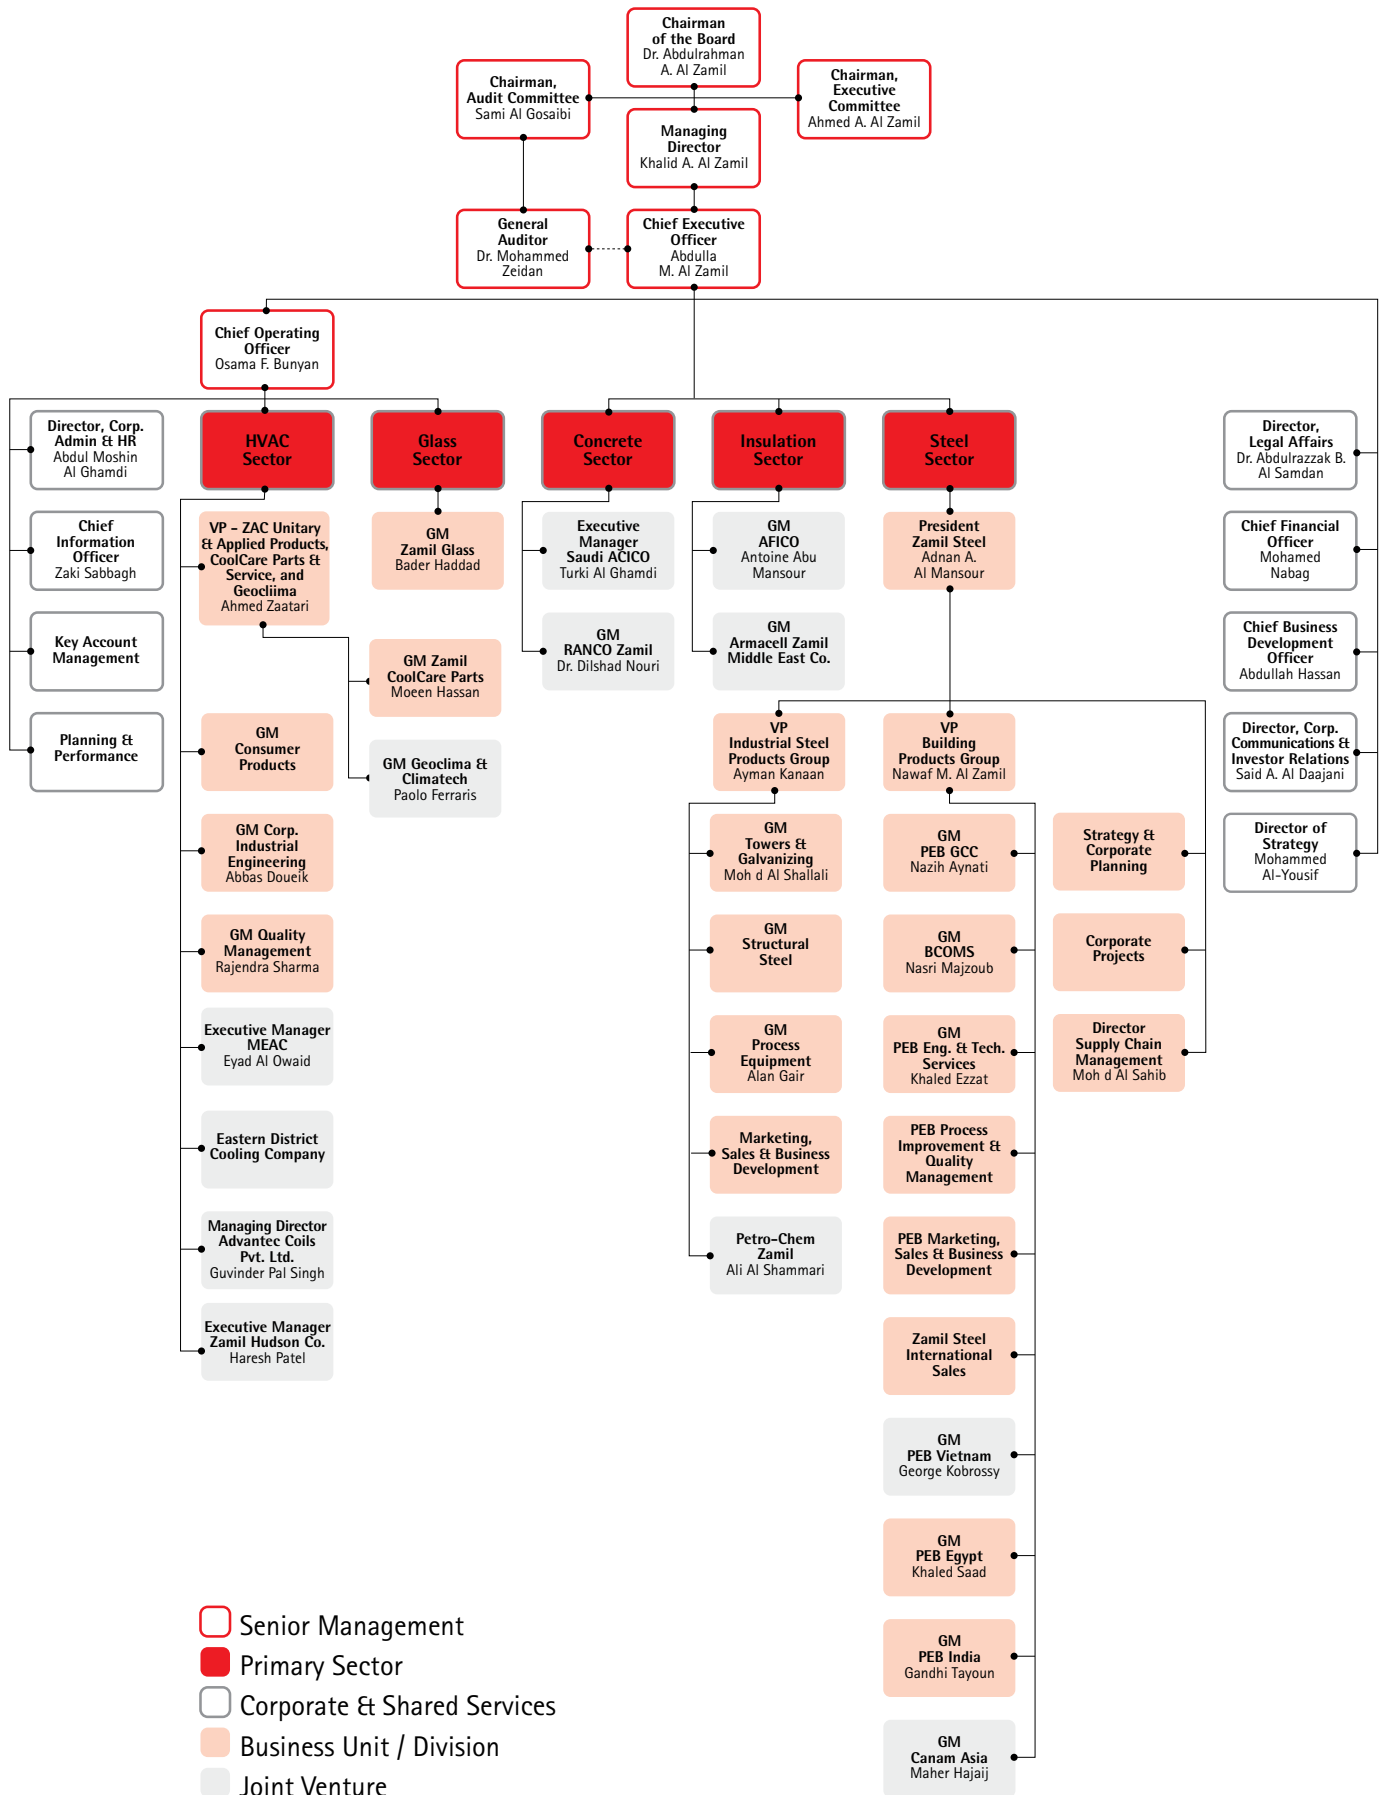 Chairman
of the Board
Dr. Abdulrahman
A. Al Zamil
Chairman,
Audit Committee
Sami Al Gosaibi
Chairman,
Executive
Committee
Ahmed A. Al Zamil
Managing
Director
Khalid A. Al Zamil
General
Auditor
Dr. Mohammed
Zeidan
Chief Executive
Officer
Abdulla
M. Al Zamil
Chief Operating
Officer
Osama F. Bunyan
Director, Corp.
Admin & HR
Abdul Moshin
Al Ghamdi
Chief
Information
Officer
Zaki Sabbagh
Key Account
Management
Planning &
Performance
HVAC
Sector
VP - ZAC Unitary
& Applied Products,
CoolCare Parts &
Service, and
Geocliima
Ahmed Zaatari
GM
Consumer
Products
GM Corp.
Industrial
Engineering
Abbas Doueik
GM Quality
Management
Rajendra Sharma
Executive Manager
MEAC
Eyad Al Owaid
Eastern District
Cooling Company
Managing Director
Advantec Coils
Pvt. Ltd.
Guvinder Pal Singh
Executive Manager
Zamil Hudson Co.
Haresh Patel
Glass
Sector
GM
Zamil Glass
Bader Haddad
GM Zamil
CoolCare Parts
Moeen Hassan
GM Geoclima &
Climatech
Paolo Ferraris
Concrete
Sector
Executive
Manager
Saudi ACICO
Turki Al Ghamdi
GM
RANCO Zamil
Dr. Dilshad Nouri
Insulation
Sector
GM
AFICO
Antoine Abu
Mansour
GM
Armacell Zamil
Middle East Co.
Steel
Sector
President
Zamil Steel
Adnan A.
Al Mansour
VP
Industrial Steel
Products Group
Ayman Kanaan
GM
Towers &
Galvanizing
Moh d Al Shallali
GM
Structural
Steel
GM
Process
Equipment
Alan Gair
Marketing,
Sales & Business
Development
Petro-Chem
Zamil
Ali Al Shammari
VP
Building
Products Group
Nawaf M. Al Zamil
GM
PEB GCC
Nazih Aynati
GM
BCOMS
Nasri Majzoub
GM
PEB Eng. & Tech.
Services
Khaled Ezzat
PEB Process
Improvement &
Quality
Management
PEB Marketing,
Sales & Business
Development
Zamil Steel
International
Sales
GM
PEB Vietnam
George Kobrossy
GM
PEB Egypt
Khaled Saad
GM
PEB India
Gandhi Tayoun
GM
Canam Asia
Maher Hajaij
Strategy &
Corporate
Planning
Corporate
Projects
Director
Supply Chain
Management
Moh d Al Sahib
Director,
Legal Affairs
Dr. Abdulrazzak B.
Al Samdan
Chief Financial
Officer
Mohamed
Nabag
Chief Business
Development
Officer
Abdullah Hassan
Director, Corp.
Communications &
Investor Relations
Said A. Al Daajani
Director of
Strategy
Mohammed
Al-Yousif
Senior Management
Primary Sector
Corporate & Shared Services
Business Unit / Division
Joint Venture